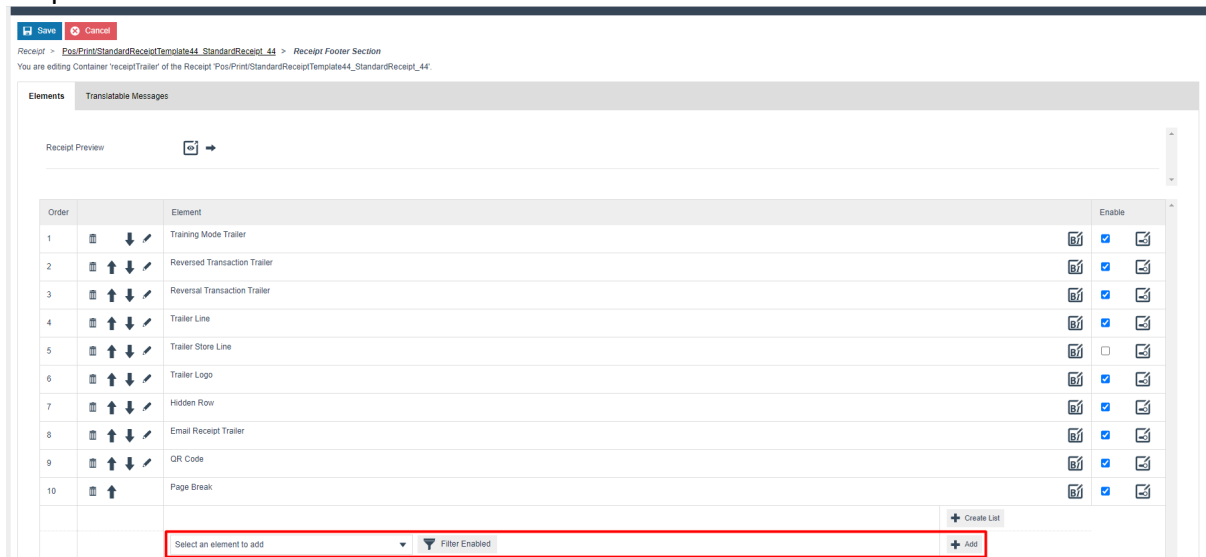 Save Cancel
Receipt > Pos/Print/StandardReceiptTemplate44_StandardReceipt_44 > Receipt Footer Section
You are editing Container 'receiptTrailer' of the Receipt 'Pos/Print/StandardReceiptTemplate44_StandardReceipt_44'.
Elements Translatable Messages
Receipt Preview
Order Element Enable
1 Training Mode Trailer
2 Reversed Transaction Trailer
3 Reversal Transaction Trailer
4 Trailer Line
5 Trailer Store Line
6 Trailer Logo
7 Hidden Row
8 Email Receipt Trailer
9 QR Code
10 Page Break
Create List
Select an element to add Filter Enabled Add